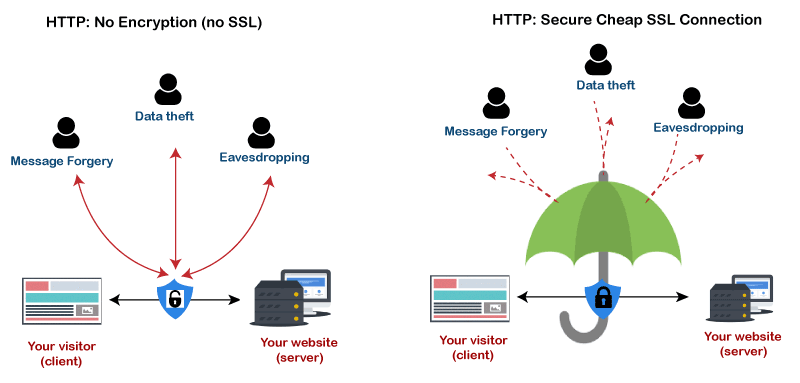 HTTP: No Encryption (no SSL)
Data theft
Message Forgery
Eavesdropping
Your visitor
(client)
Your website
(server)
HTTP: Secure Cheap SSL Connection
Data theft
Message Forgery
Eavesdropping
Your visitor
(client)
Your website
(server)